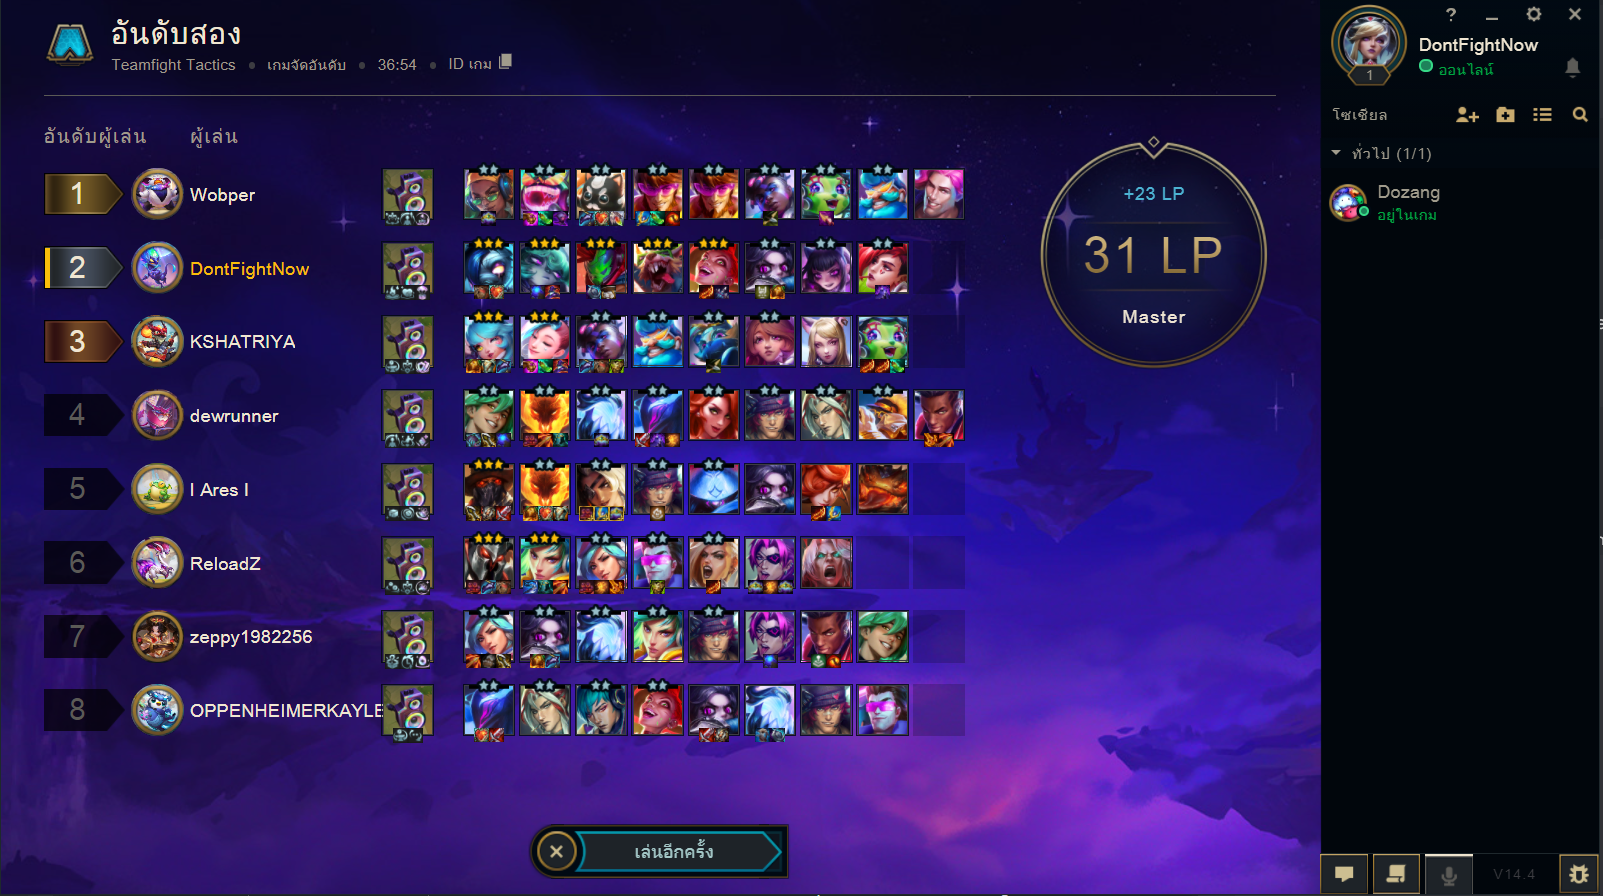 อันดับสอง
Teamfight Tactics ● เกมจัดอันดับ ● 36:54 ● ID เกม
อันดับผู้เล่น ผู้เล่น
1 Wobper
2 DontFightNow
3 KSHATRIYA
4 dewrunner
5 I Ares I
6 ReloadZ
7 zeppy1982256
8 OPPENHEIMERKAYLE
+23 LP
31 LP
Master
เล่นอีกครั้ง
?
DontFightNow
1
ออนไลน์
โซเชียล
ทั่วไป (1/1)
Dozang
อยู่ในเกม
V14.4